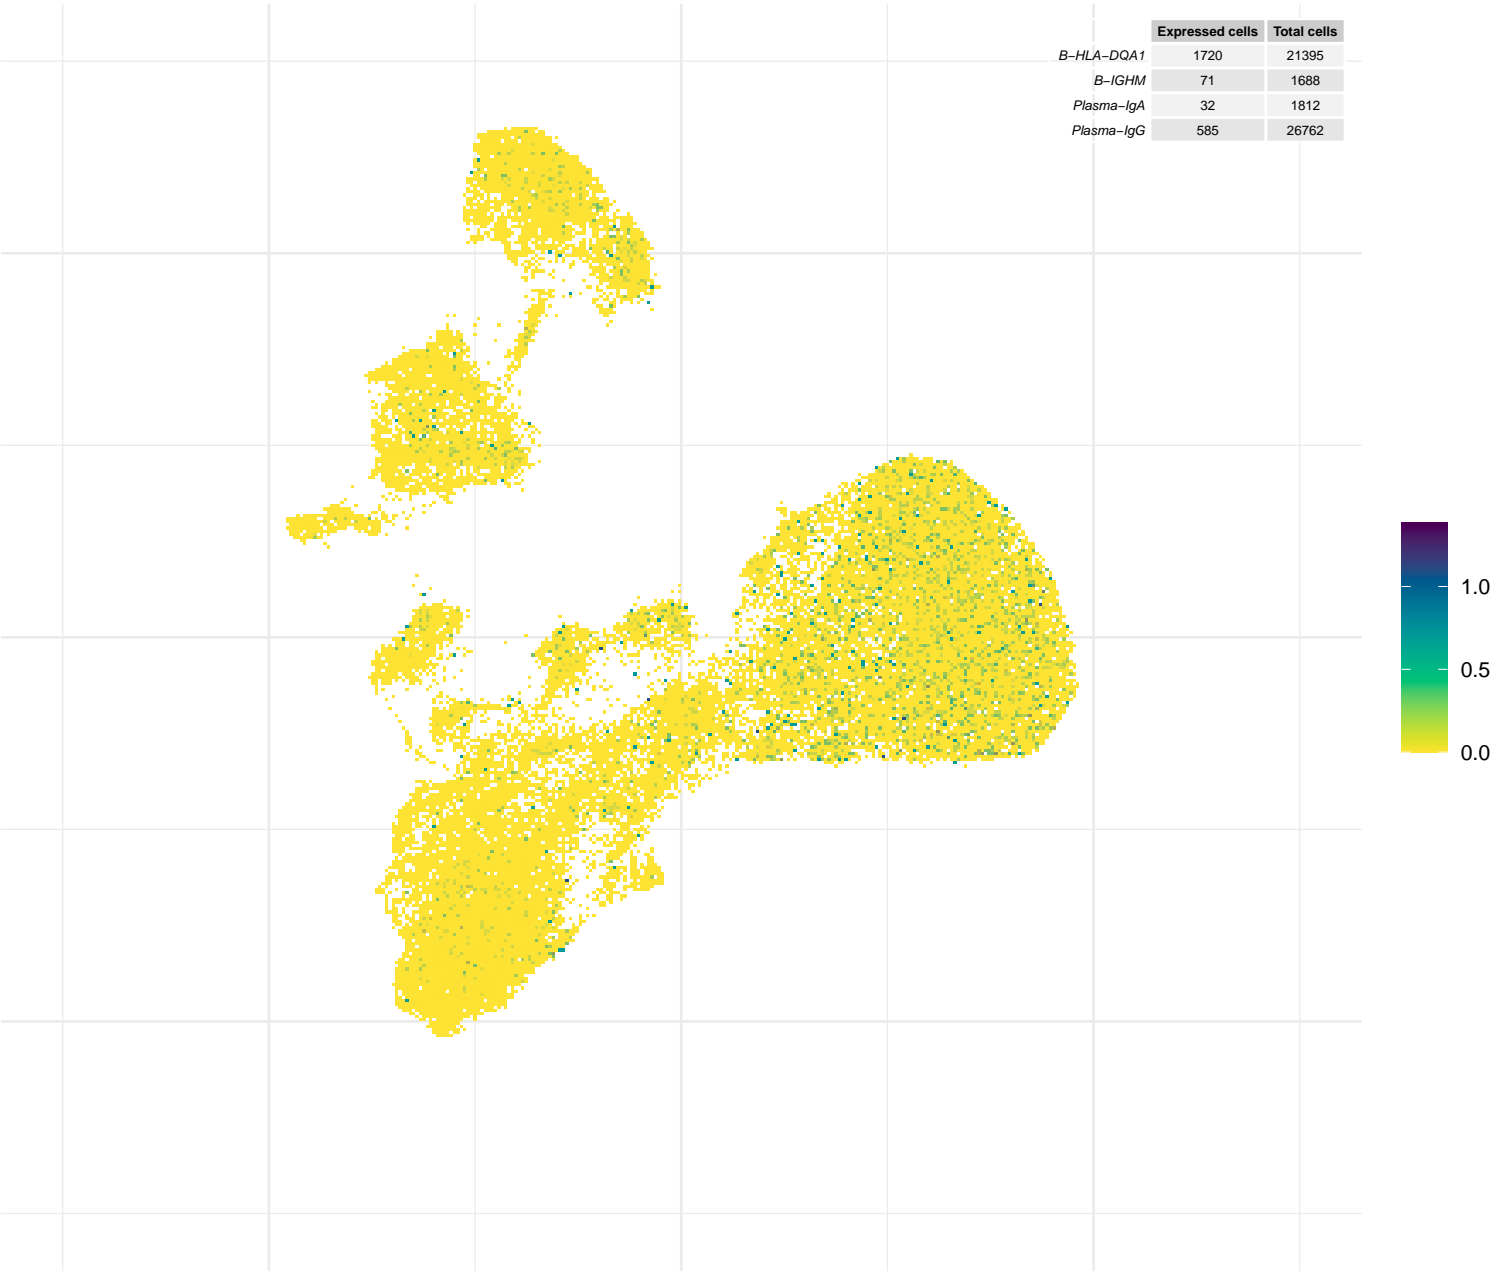 Expressed cells Total cells
B−HLA−DQA1 1720 21395
B−IGHM 71 1688
Plasma−IgA 32 1812
Plasma−IgG 585 26762
1.0
0.5
0.0